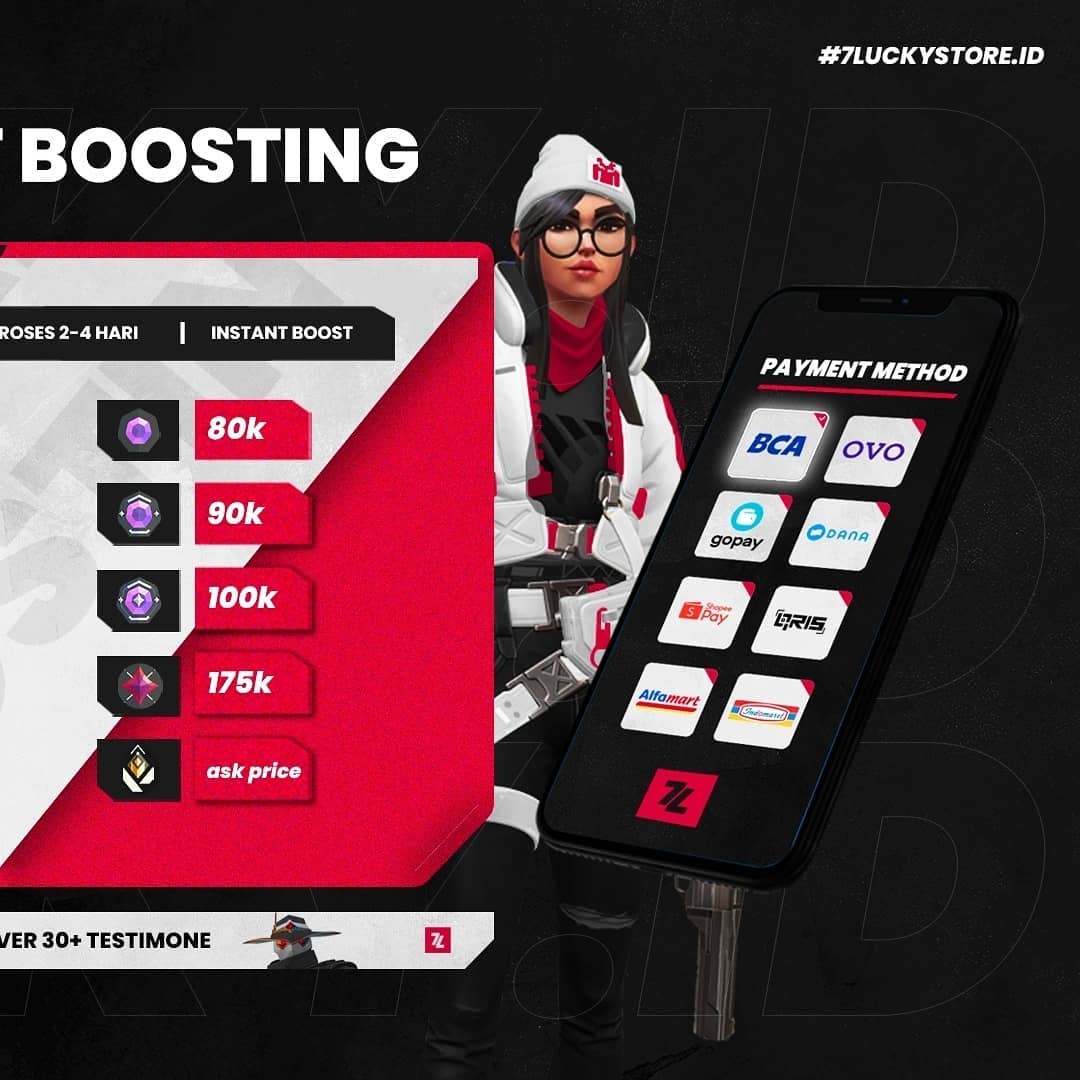 #7LUCKYSTORE.ID
T BOOSTING
ROSES 2-4 HARI | INSTANT BOOST
80k
90k
100k
175k
ask price
PAYMENT METHOD
BCA
OVO
gopay
DANA
Shopee
Pay
QRIS
Alfamart
Indomaret
VER 30+ TESTIMONE